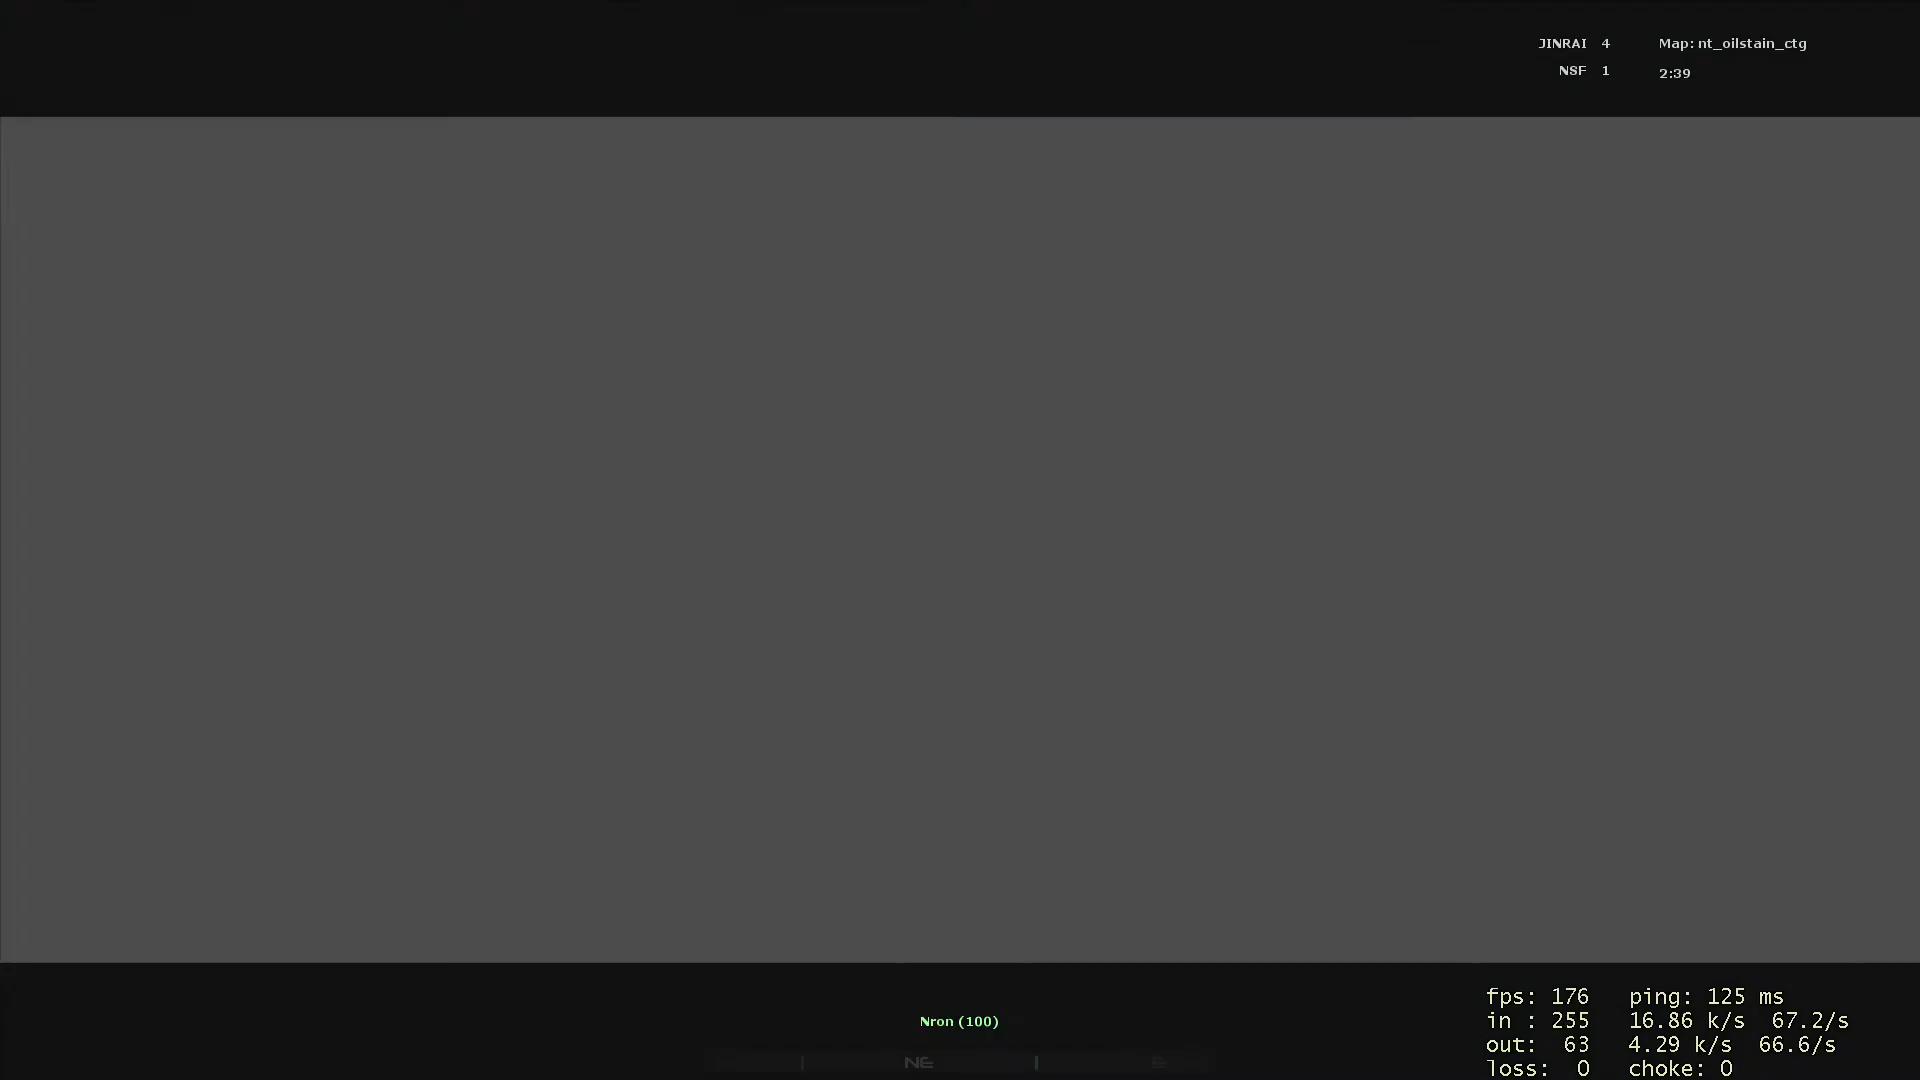 JINRAI 4 Map: nt_oilstain_ctg
NSF 1 2:39
Nron (100)
NE
E
fps: 176 ping: 125 ms
in : 255 16.86 k/s 67.2/s
out: 63 4.29 k/s 66.6/s
loss: 0 choke: 0